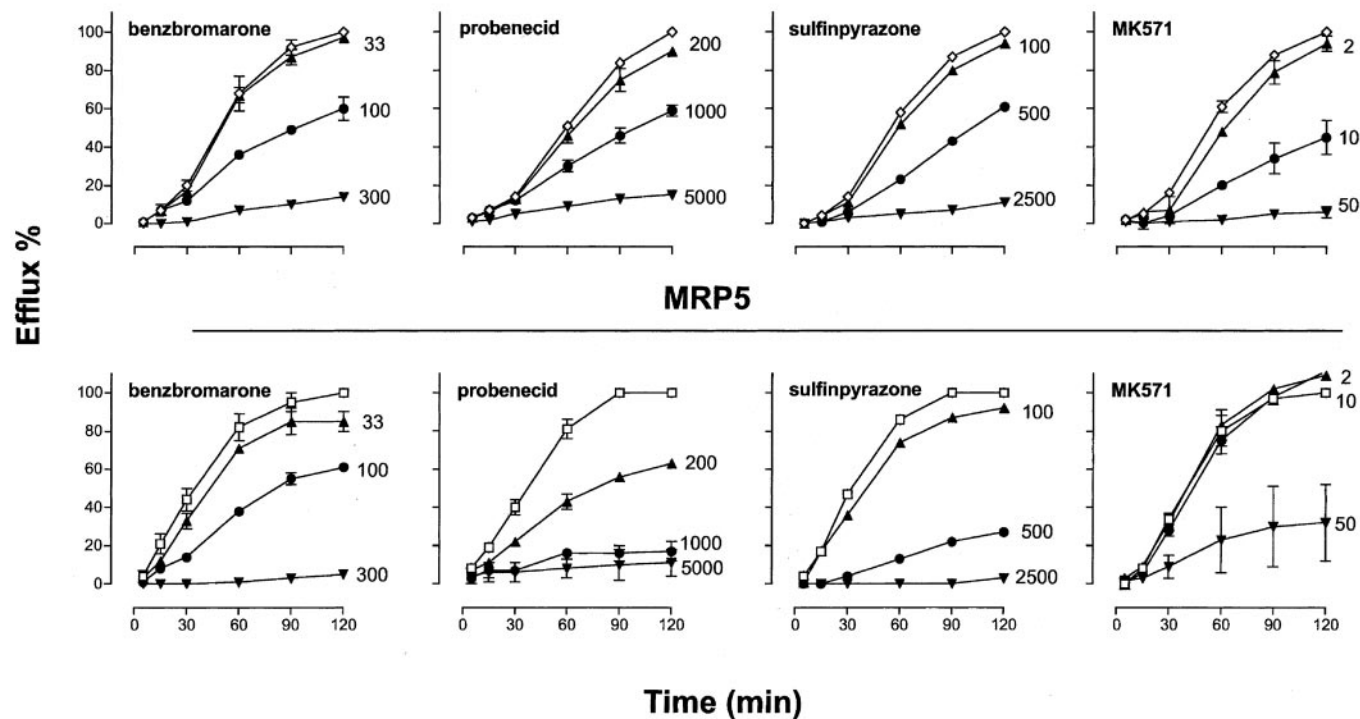 benzbromarone probenecid sulfinpyrazone MK571
100 80 60 40 20 0
33 100 300
200 1000 5000
100 500 2500
2 10 50
Efflux %
MRP5
benzbromarone probenecid sulfinpyrazone MK571
100 80 60 40 20 0
33 100 300
200 1000 5000
100 500 2500
2 10 50
0 30 60 90 120 0 30 60 90 120 0 30 60 90 120 0 30 60 90 120
Time (min)